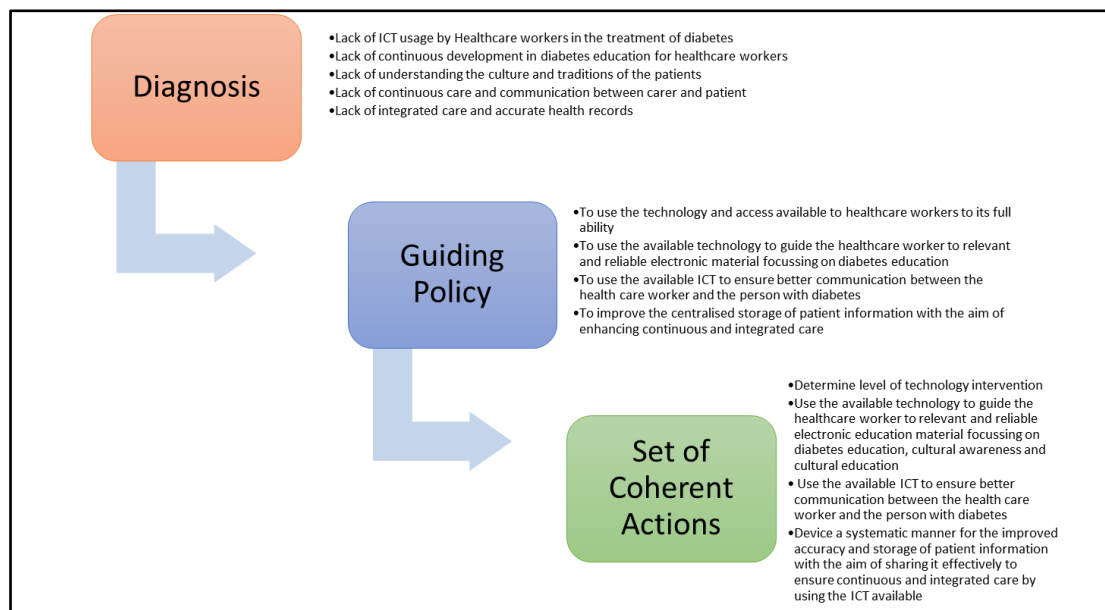 Diagnosis
•Lack of ICT usage by Healthcare workers in the treatment of diabetes
•Lack of continuous development in diabetes education for healthcare workers
•Lack of understanding the culture and traditions of the patients
•Lack of continuous care and communication between carer and patient
•Lack of integrated care and accurate health records
Guiding
Policy
•To use the technology and access available to healthcare workers to its full
ability
•To use the available technology to guide the healthcare worker to relevant
and reliable electronic material focussing on diabetes education
•To use the available ICT to ensure better communication between the
health care worker and the person with diabetes
•To improve the centralised storage of patient information with the aim of
enhancing continuous and integrated care
Set of
Coherent
Actions
•Determine level of technology intervention
•Use the available technology to guide the
healthcare worker to relevant and reliable
electronic education material focussing on
diabetes education, cultural awareness and
cultural education
• Use the available ICT to ensure better
communication between the health care
worker and the person with diabetes
•Device a systematic manner for the improved
accuracy and storage of patient information
with the aim of sharing it effectively to
ensure continuous and integrated care by
using the ICT available